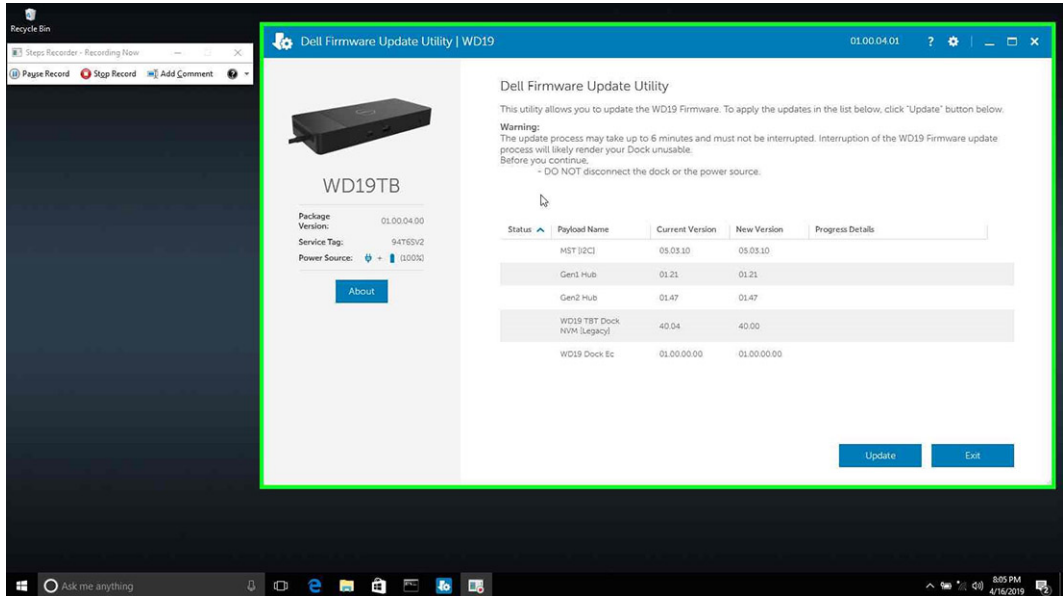 Recycle Bin
Steps Recorder - Recording Now
Pause Record Stop Record Add Comment
Dell Firmware Update Utility | WD19 01.00.04.01
WD19TB
Package Version: 01.00.04.00
Service Tag: 94T6SV2
Power Source: + (100%)
About
Dell Firmware Update Utility
This utility allows you to update the WD19 Firmware. To apply the updates in the list below, click "Update" button below.
Warning:
The update process may take up to 6 minutes and must not be interrupted. Interruption of the WD19 Firmware update
process will likely render your Dock unusable.
Before you continue,
- DO NOT disconnect the dock or the power source.
Status Payload Name Current Version New Version Progress Details
MST [I2C] 05.03.10 05.03.10
Gen1 Hub 01.21 01.21
Gen2 Hub 01.47 01.47
WD19 TBT Dock NVM [Legacy] 40.04. 40.00
WD19 Dock Ec 01.00.00.00 01.00.00.00
Update Exit
Ask me anything
8:05 PM
4/16/2019